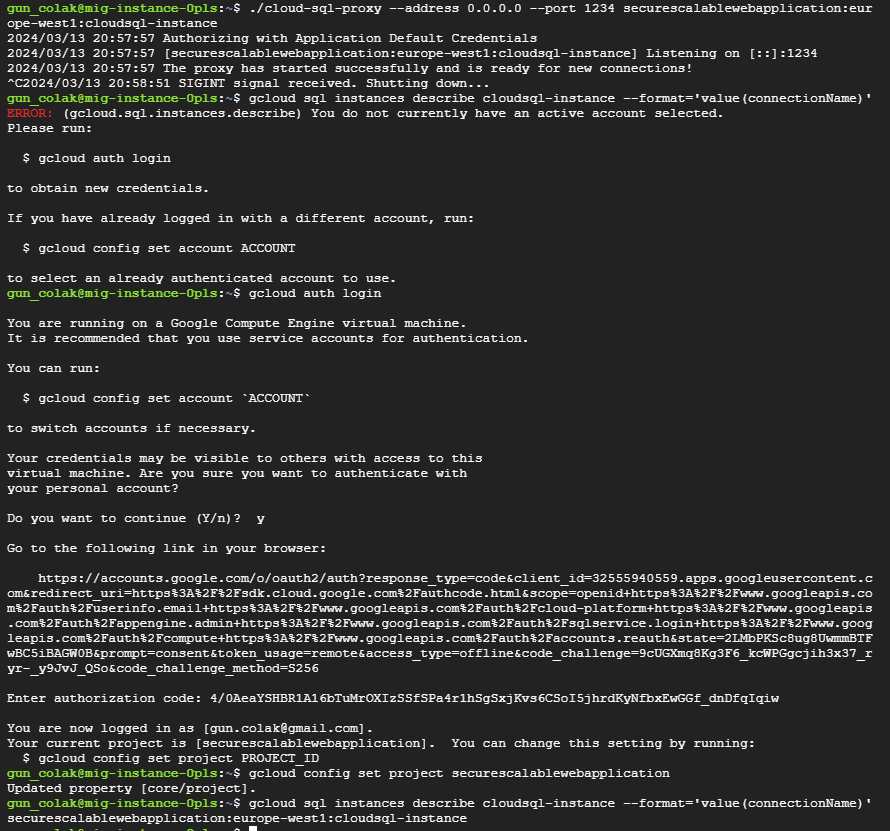 gun_colak@mig-instance-0pls:~$ ./cloud-sql-proxy --address 0.0.0.0 --port 1234 securescalablewebapplication:eur
ope-west1:cloudsql-instance
2024/03/13 20:57:57 Authorizing with Application Default Credentials
2024/03/13 20:57:57 [securescalablewebapplication:europe-west1:cloudsql-instance] Listening on [::]:1234
2024/03/13 20:57:57 The proxy has started successfully and is ready for new connections!
^C2024/03/13 20:58:51 SIGINT signal received. Shutting down...
gun_colak@mig-instance-0pls:~$ gcloud sql instances describe cloudsql-instance --format='value(connectionName)'
ERROR: (gcloud.sql.instances.describe) You do not currently have an active account selected.
Please run:
$ gcloud auth login
to obtain new credentials.
If you have already logged in with a different account, run:
$ gcloud config set account ACCOUNT
to select an already authenticated account to use.
gun_colak@mig-instance-0pls:~$ gcloud auth login
You are running on a Google Compute Engine virtual machine.
It is recommended that you use service accounts for authentication.
You can run:
$ gcloud config set account `ACCOUNT`
to switch accounts if necessary.
Your credentials may be visible to others with access to this
virtual machine. Are you sure you want to authenticate with
your personal account?
Do you want to continue (Y/n)?  y
Go to the following link in your browser:
https://accounts.google.com/o/oauth2/auth?response_type=code&client_id=32555940559.apps.googleusercontent.c
om&redirect_uri=https%3A%2F%2Fsdk.cloud.google.com%2Fauthcode.html&scope=openid+https%3A%2F%2Fwww.googleapis.co
m%2Fauth%2Fuserinfo.email+https%3A%2F%2Fwww.googleapis.com%2Fauth%2Fcloud-platform+https%3A%2F%2Fwww.googleapis
.com%2Fauth%2Fappengine.admin+https%3A%2F%2Fwww.googleapis.com%2Fauth%2Fsqlservice.login+https%3A%2F%2Fwww.goog
leapis.com%2Fauth%2Fcompute+https%3A%2F%2Fwww.googleapis.com%2Fauth%2Faccounts.reauth&state=2LMbPKSc8ug8UwmmBTF
wBC5iBAGW0B&prompt=consent&token_usage=remote&access_type=offline&code_challenge=9cUGXmq8Kg3F6_kcWPGgcjih3x37_r
yr-_y9JvJ_QSo&code_challenge_method=S256
Enter authorization code: 4/0AeaYSHBR1A16bTuMrOXIzSSfSPa4r1hSgSxjKvs6CSoI5jhrdKyNfbxEwGGf_dnDfqIqiw
You are now logged in as [gun.colak@gmail.com].
Your current project is [securescalablewebapplication].  You can change this setting by running:
$ gcloud config set project PROJECT_ID
gun_colak@mig-instance-0pls:~$ gcloud config set project securescalablewebapplication
Updated property [core/project].
gun_colak@mig-instance-0pls:~$ gcloud sql instances describe cloudsql-instance --format='value(connectionName)'
securescalablewebapplication:europe-west1:cloudsql-instance
gun_colak@mig-instance-0pls:~$